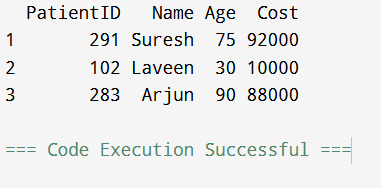 PatientID Name Age Cost
1 291 Suresh 75 92000
2 102 Laveen 30 10000
3 283 Arjun 90 88000
=== Code Execution Successful ===